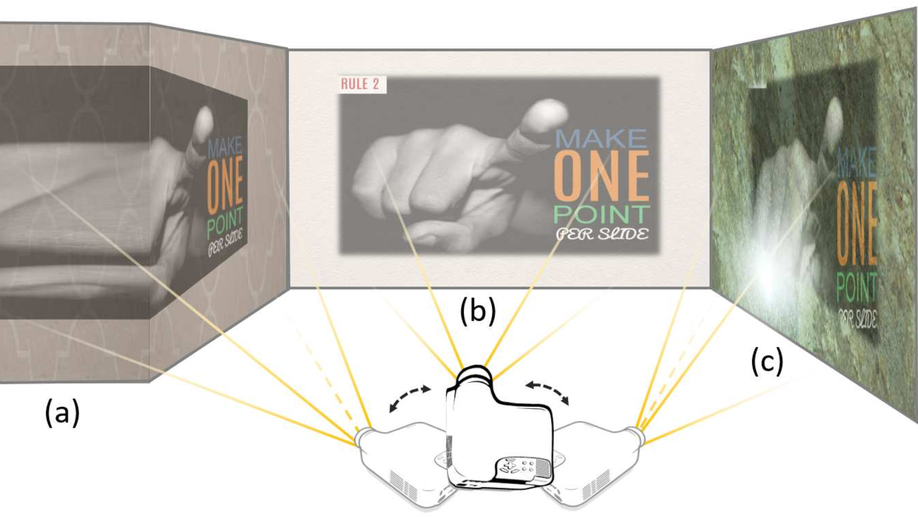 MAKE
ONE
POINT
PER SLIDE
(a)
RULE 2
MAKE
ONE
POINT
PER SLIDE
(b)
MAKE
ONE
POINT
PER SLIDE
(c)